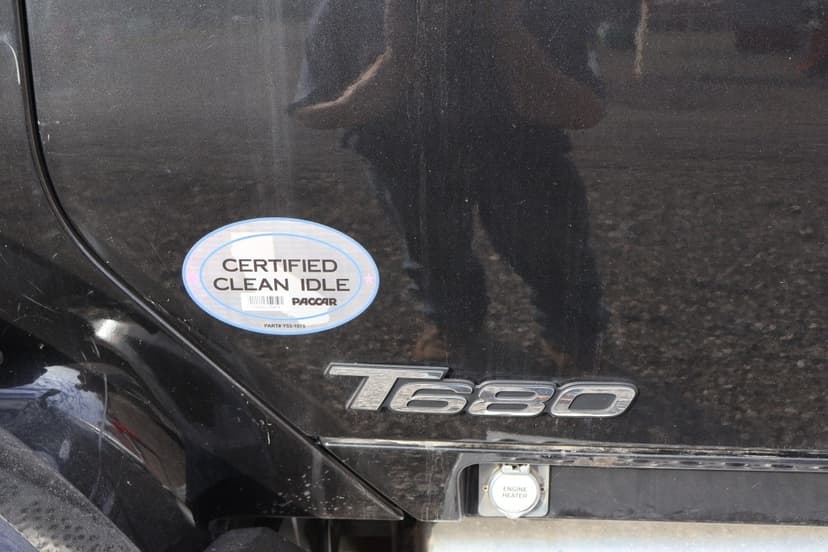 CERTIFIED
CLEAN IDLE
PACCAR
T680
ENGINE
HEATER